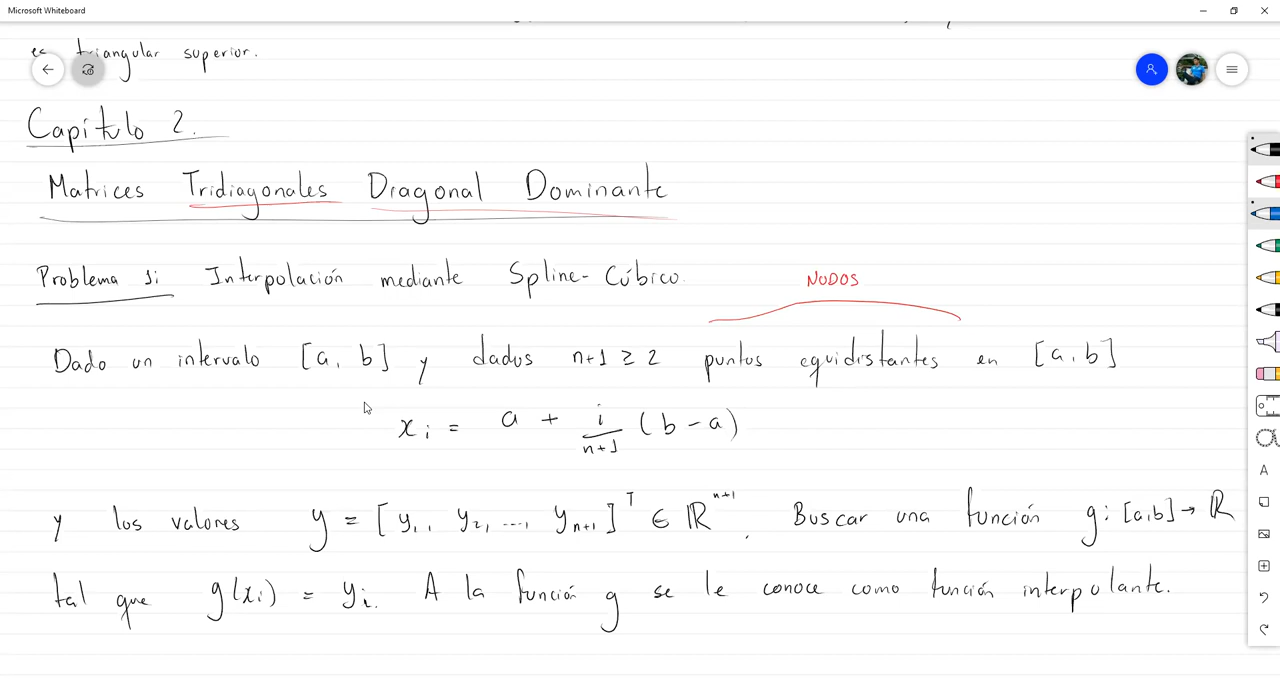 Microsoft Whiteboard
es triangular superior.
Capítulo 2.
Matrices Tridiagonales Diagonal Dominante
Problema 1: Interpolación mediante Spline-Cúbico.
NODOS
Dado un intervalo [a, b] y dados n+1 ≥ 2 puntos equidistantes en [a, b]
x_i = a + i/(n+1) (b - a)
y los valores y = [y_1, y_2, ..., y_{n+1}]^T ∈ ℝ^{n+1}. Buscar una función g: [a,b] → ℝ
tal que g(x_i) = y_i. A la función g se le conoce como función interpolante.
A